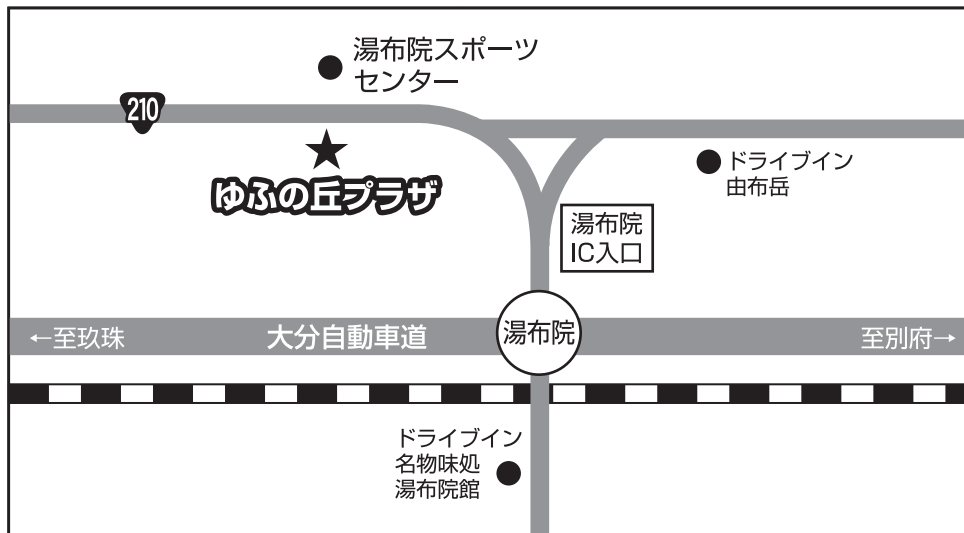 湯布院スポーツ
センター
210
ゆふの丘プラザ
ドライブイン
由布岳
湯布院
IC入口
←至玖珠
大分自動車道
湯布院
至別府→
ドライブイン
名物味処
湯布院館